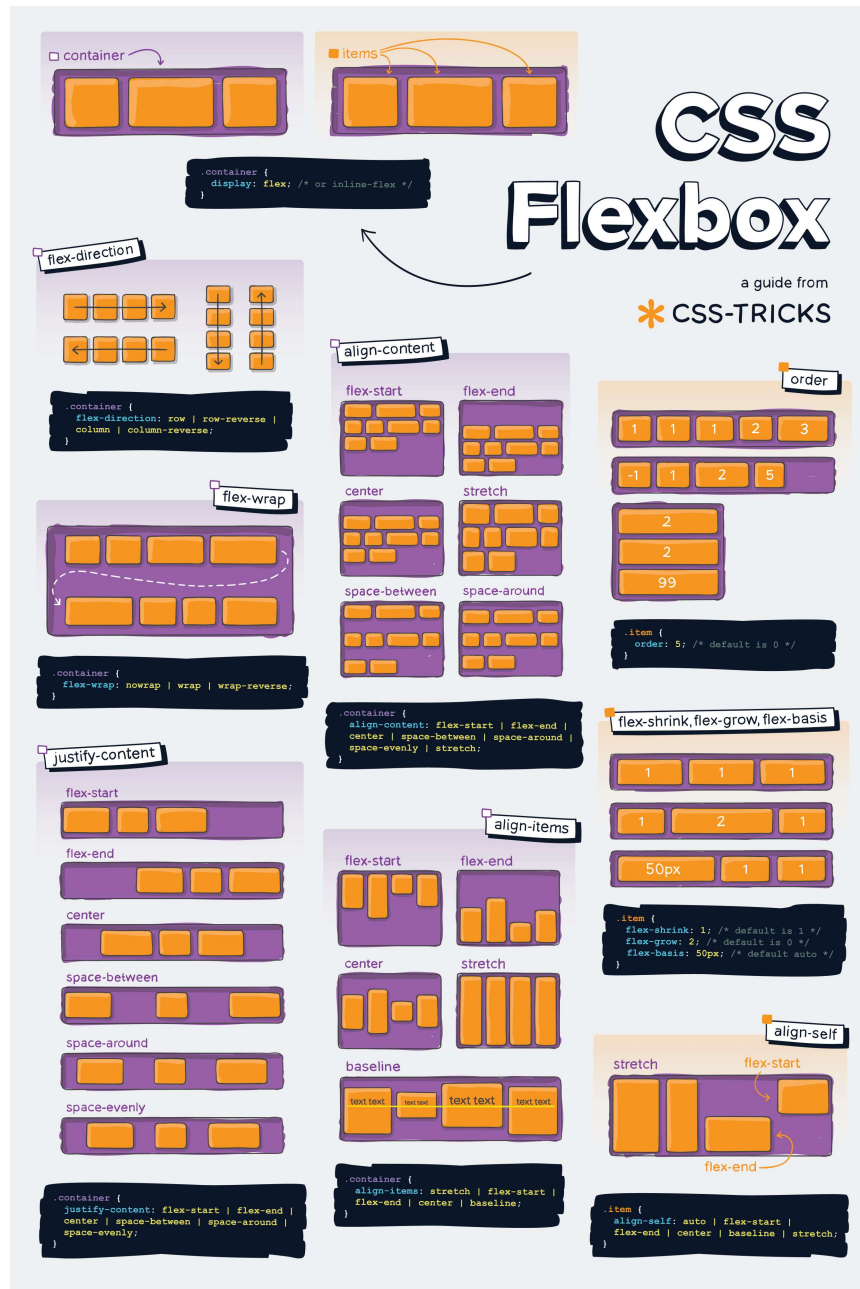 container
items
CSS
Flexbox
a guide from
CSS-TRICKS
.container {
display: flex; /* or inline-flex */
}
flex-direction
.container {
flex-direction: row | row-reverse |
column | column-reverse;
}
flex-wrap
.container {
flex-wrap: nowrap | wrap | wrap-reverse;
}
justify-content
flex-start
flex-end
center
space-between
space-around
space-evenly
.container {
justify-content: flex-start | flex-end |
center | space-between | space-around |
space-evenly;
}
align-content
flex-start flex-end
center stretch
space-between space-around
.container {
align-content: flex-start | flex-end |
center | space-between | space-around |
space-evenly | stretch;
}
align-items
flex-start flex-end
center stretch
baseline
text text text text text text text text
.container {
align-items: stretch | flex-start |
flex-end | center | baseline;
}
order
1 1 1 2 3
-1 1 2 5
2
2
99
.item {
order: 5; /* default is 0 */
}
flex-shrink, flex-grow, flex-basis
1 1 1
1 2 1
50px 1 1
.item {
flex-shrink: 1; /* default is 1 */
flex-grow: 2; /* default is 0 */
flex-basis: 50px; /* default auto */
}
align-self
stretch flex-start
flex-end
.item {
align-self: auto | flex-start |
flex-end | center | baseline | stretch;
}